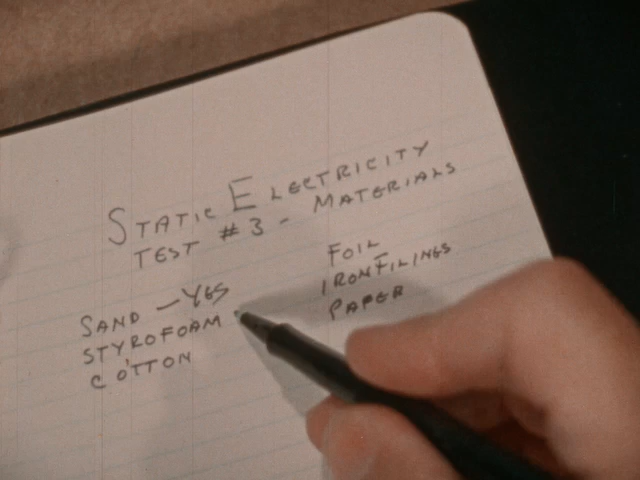 STATIC ELECTRICITY
TEST #3 - MATERIALS
SAND - YES
STYROFOAM
COTTON
FOIL
IRON FILINGS
PAPER